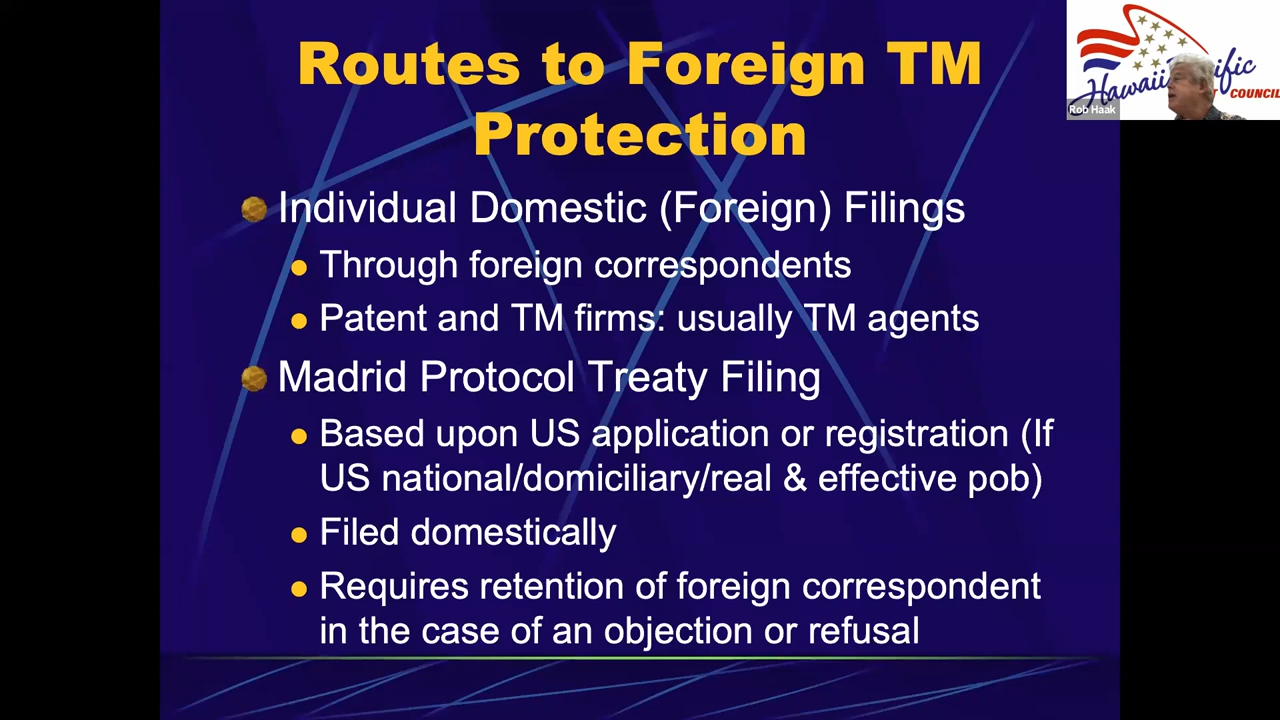 Routes to Foreign TM
Protection
Individual Domestic (Foreign) Filings
Through foreign correspondents
Patent and TM firms: usually TM agents
Madrid Protocol Treaty Filing
Based upon US application or registration (If
US national/domiciliary/real & effective pob)
Filed domestically
Requires retention of foreign correspondent
in the case of an objection or refusal
Hawaii
COUNCIL
Rob Haak